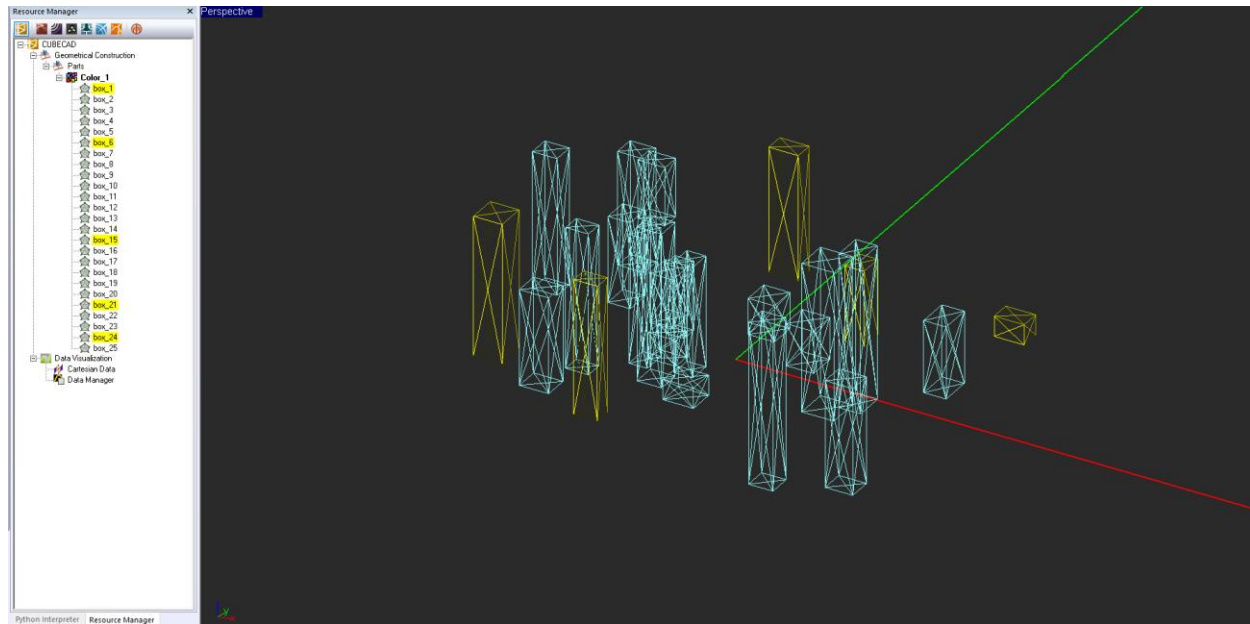 Resource Manager
Perspective
CUBECAD
Geometrical Construction
Parts
Color_1
box_1
box_2
box_3
box_4
box_5
box_6
box_7
box_8
box_9
box_10
box_11
box_12
box_13
box_14
box_15
box_16
box_17
box_18
box_19
box_20
box_21
box_22
box_23
box_24
box_25
Data Visualization
Cartesian Data
Data Manager
y
x
Python Interpreter Resource Manager